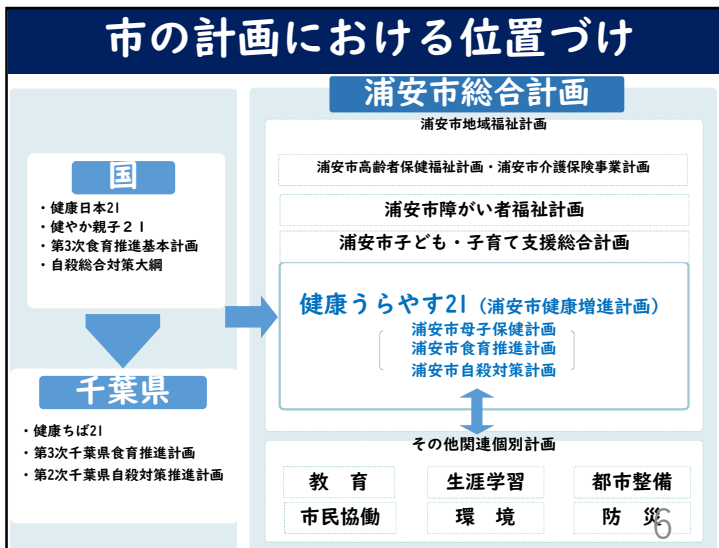 市の計画における位置づけ
国
・健康日本21
・健やか親子２１
・第3次食育推進基本計画
・自殺総合対策大綱
千葉県
・健康ちば21
・第3次千葉県食育推進計画
・第2次千葉県自殺対策推進計画
浦安市総合計画
浦安市地域福祉計画
浦安市高齢者保健福祉計画・浦安市介護保険事業計画
浦安市障がい者福祉計画
浦安市子ども・子育て支援総合計画
健康うらやす21（浦安市健康増進計画）
浦安市母子保健計画
浦安市食育推進計画
浦安市自殺対策計画
その他関連個別計画
教　育　生涯学習　都市整備
市民協働　環　境　防　災
6